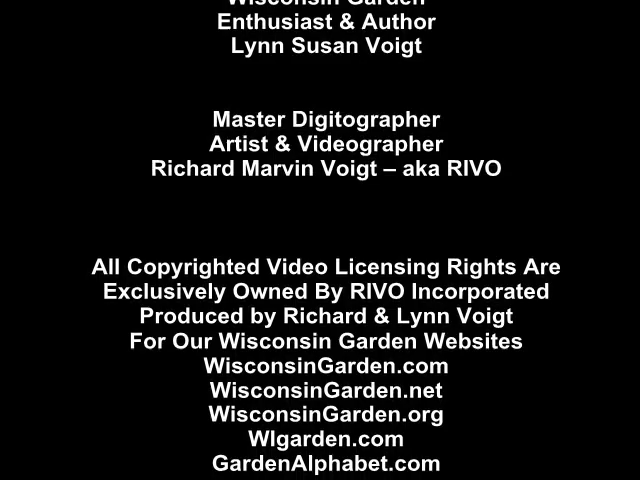 Wisconsin Garden
Enthusiast & Author
Lynn Susan Voigt
Master Digitographer
Artist & Videographer
Richard Marvin Voigt – aka RIVO
All Copyrighted Video Licensing Rights Are
Exclusively Owned By RIVO Incorporated
Produced by Richard & Lynn Voigt
For Our Wisconsin Garden Websites
WisconsinGarden.com
WisconsinGarden.net
WisconsinGarden.org
WIgarden.com
GardenAlphabet.com